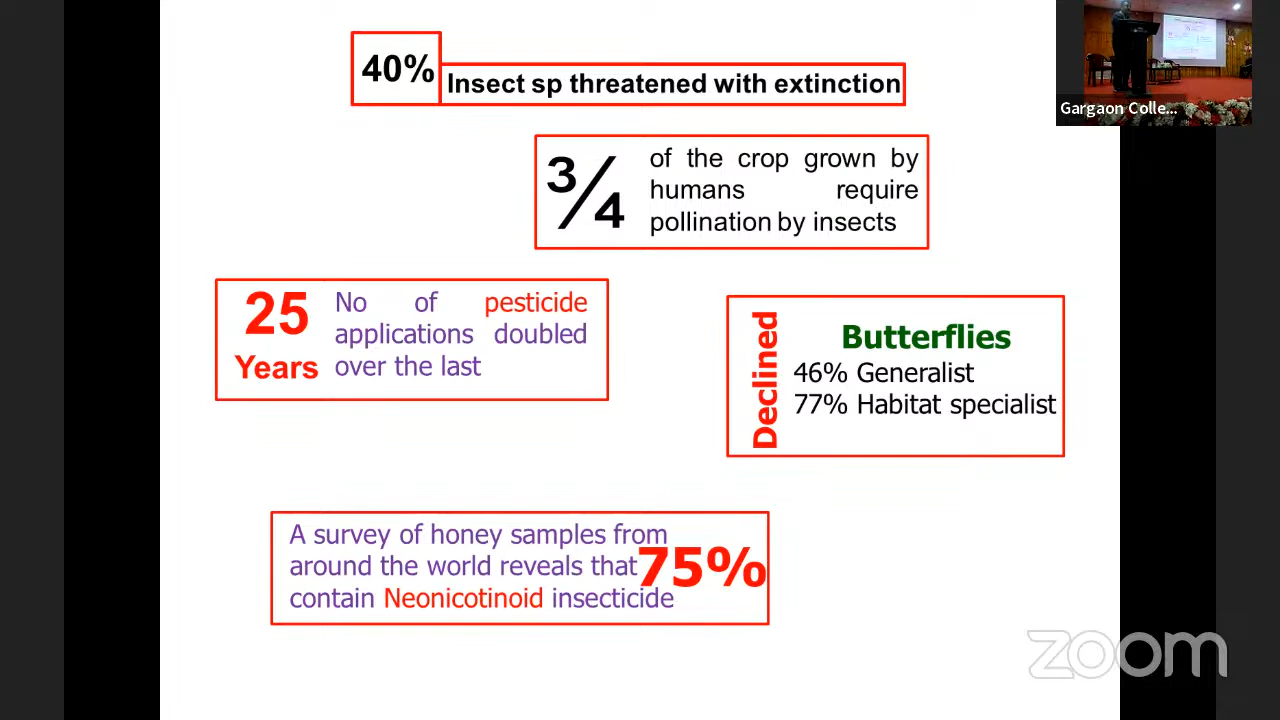 40%
Insect sp threatened with extinction
¾
of the crop grown by
humans require
pollination by insects
25
Years
No of pesticide
applications doubled
over the last
Declined
Butterflies
46% Generalist
77% Habitat specialist
A survey of honey samples from
around the world reveals that 75%
contain Neonicotinoid insecticide
Gargaon Colle...
zoom